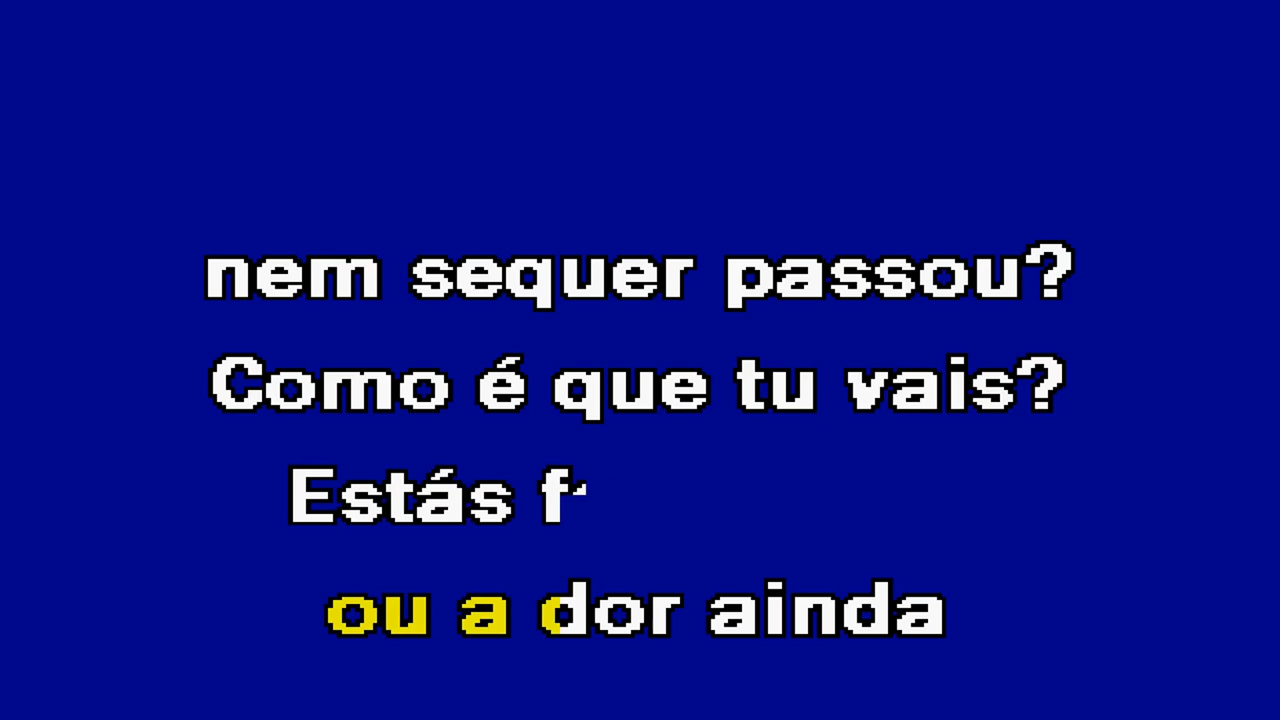 nem sequer passou?
Como é que tu vais?
Estás f
ou a dor ainda